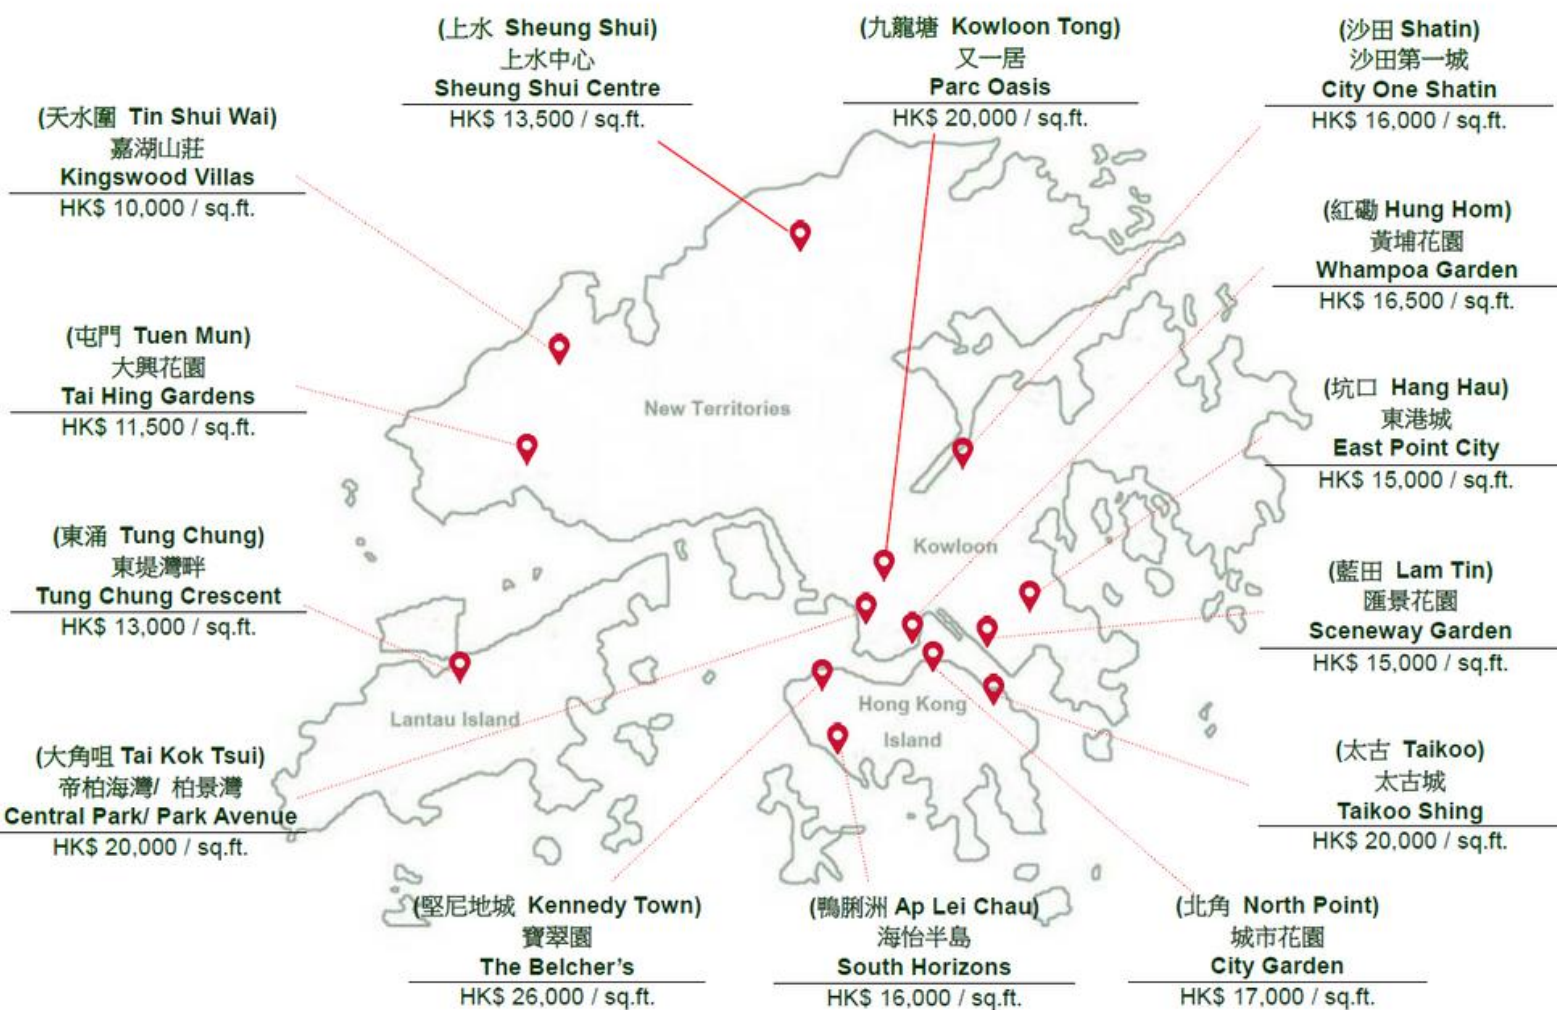 (上水 Sheung Shui)
上水中心
Sheung Shui Centre
HK$ 13,500 / sq.ft.
(九龍塘 Kowloon Tong)
又一居
Parc Oasis
HK$ 20,000 / sq.ft.
(沙田 Shatin)
沙田第一城
City One Shatin
HK$ 16,000 / sq.ft.
(天水圍 Tin Shui Wai)
嘉湖山莊
Kingswood Villas
HK$ 10,000 / sq.ft.
(紅磡 Hung Hom)
黃埔花園
Whampoa Garden
HK$ 16,500 / sq.ft.
(屯門 Tuen Mun)
大興花園
Tai Hing Gardens
HK$ 11,500 / sq.ft.
New Territories
(坑口 Hang Hau)
東港城
East Point City
HK$ 15,000 / sq.ft.
(東涌 Tung Chung)
東堤灣畔
Tung Chung Crescent
HK$ 13,000 / sq.ft.
Kowloon
(藍田 Lam Tin)
匯景花園
Sceneway Garden
HK$ 15,000 / sq.ft.
Lantau Island
Hong Kong
Island
(大角咀 Tai Kok Tsui)
帝柏海灣/ 柏景灣
Central Park/ Park Avenue
HK$ 20,000 / sq.ft.
(太古 Taikoo)
太古城
Taikoo Shing
HK$ 20,000 / sq.ft.
(堅尼地城 Kennedy Town)
寶翠園
The Belcher's
HK$ 26,000 / sq.ft.
(鴨脷洲 Ap Lei Chau)
海怡半島
South Horizons
HK$ 16,000 / sq.ft.
(北角 North Point)
城市花園
City Garden
HK$ 17,000 / sq.ft.